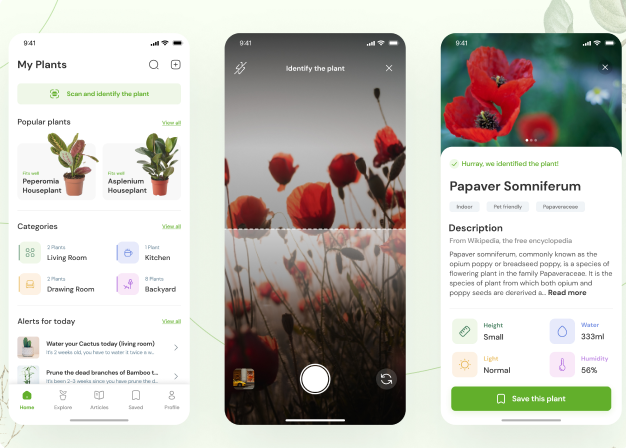 9:41
My Plants
Scan and identify the plant
Popular plants
View all
Fits well
Peperomia
Houseplant
Fits well
Asplenium
Houseplant
Categories
View all
2 Plants
Living Room
1 Plant
Kitchen
2 Plants
Drawing Room
8 Plants
Backyard
Alerts for today
View all
Water your Cactus today (living room)
It's 2 weeks old, you have to water it twice a w..
Prune the dead branches of Bamboo t...
It's been 2-3 weeks since you have prune the d...
Home
Explore
Articles
Saved
Profile
9:41
Identify the plant
9:41
Hurray, we identified the plant!
Papaver Somniferum
Indoor
Pet friendly
Papaveraceae
Description
From Wikipedia, the free encyclopedia
Papaver somniferum, commonly known as the
opium poppy or breadseed poppy, is a species of
flowering plant in the family Papaveraceae. It is the
species of plant from which both opium and
poppy seeds are dererived a... Read more
Height
Small
Water
333ml
Light
Normal
Humidity
56%
Save this plant